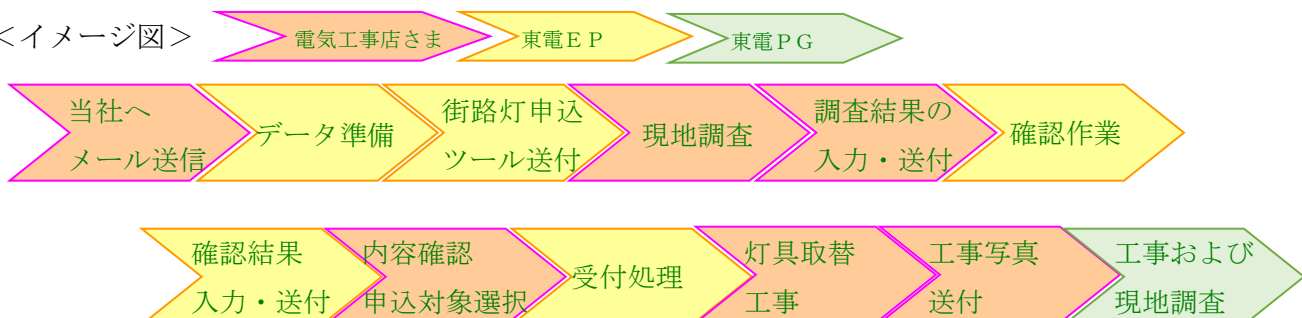 ＜イメージ図＞ 電気工事店さま 東電ＥＰ 東電ＰＧ
当社へ
メール送信
データ準備
街路灯申込
ツール送付
現地調査
調査結果の
入力・送付
確認作業
確認結果
入力・送付
内容確認
申込対象選択
受付処理
灯具取替
工事
工事写真
送付
工事および
現地調査